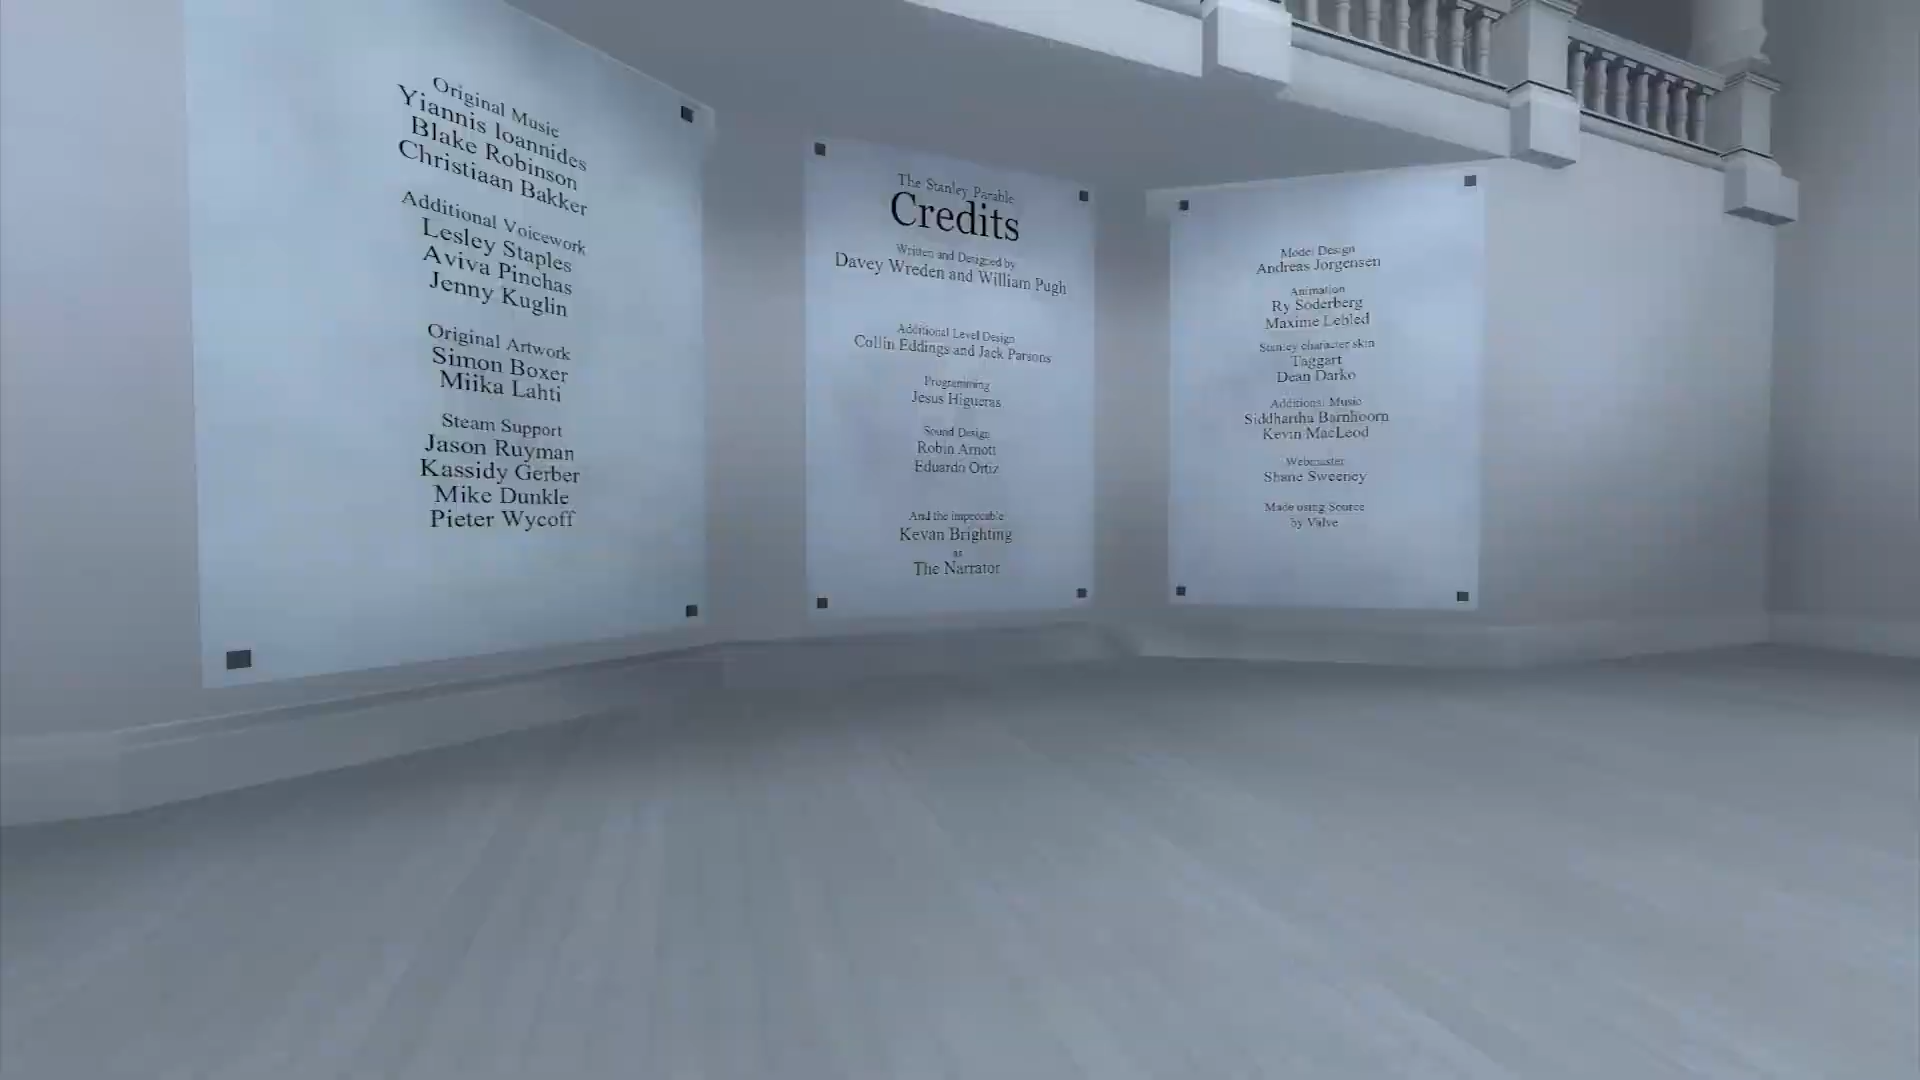 Original Music
Yiannis Ioannides
Blake Robinson
Christiaan Bakker
Additional Voicework
Lesley Staples
Aviva Pinchas
Jenny Kuglin
Original Artwork
Simon Boxer
Miika Lahti
Steam Support
Jason Ruyman
Kassidy Gerber
Mike Dunkle
Pieter Wycoff
The Stanley Parable
Credits
Written and Designed by
Davey Wreden and William Pugh
Additional Level Design
Collin Eddings and Jack Parsons
Programming
Jesus Higueras
Sound Design
Robin Arnott
Eduardo Ortiz
And the impeccable
Kevan Brighting
as
The Narrator
Model Design
Andreas Jorgensen
Animation
Ry Soderberg
Maxime Lebled
Stanley character skin
Taggart
Dean Darko
Additional Music
Siddhartha Barnhoorn
Kevin MacLeod
Webmaster
Shane Sweeney
Made using Source
by Valve